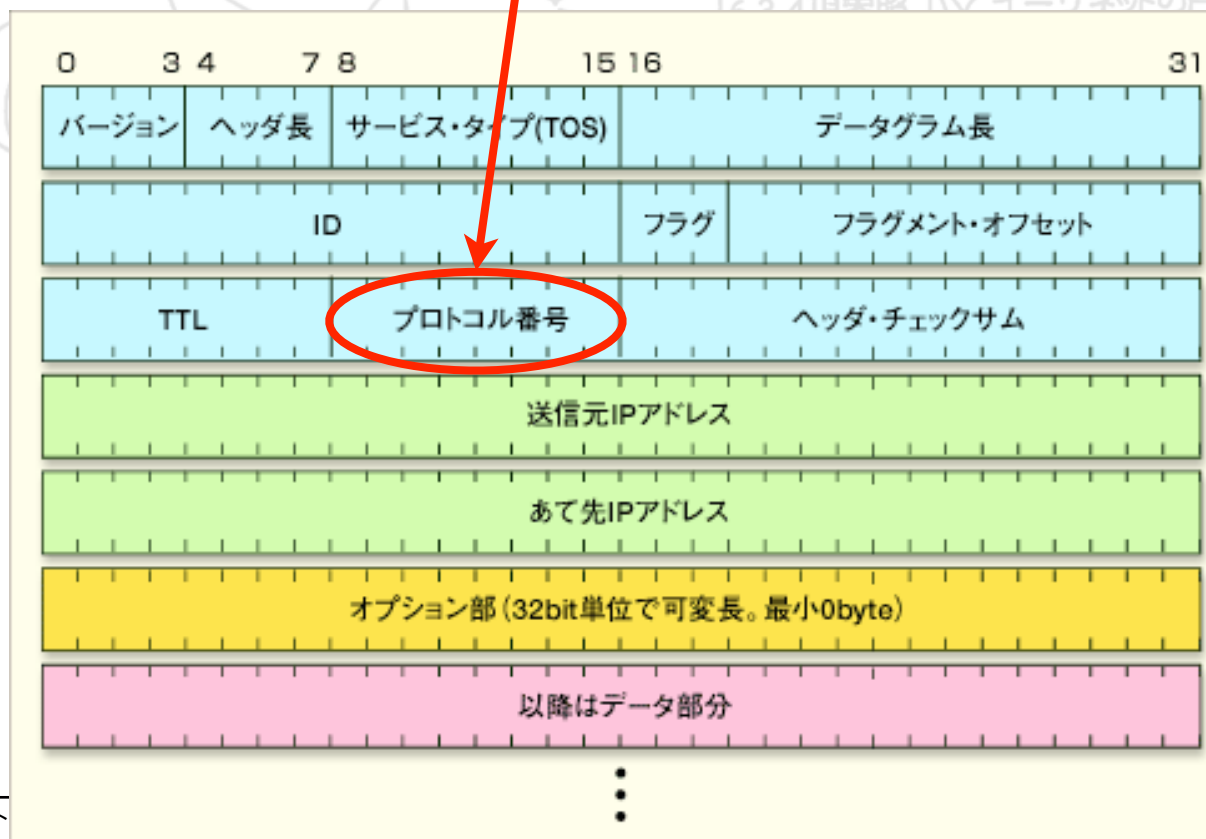 0 3 4 7 8 15 16 31
バージョン ヘッダ長 サービス・タイプ(TOS) データグラム長
ID フラグ フラグメント・オフセット
TTL プロトコル番号 ヘッダ・チェックサム
送信元IPアドレス
あて先IPアドレス
オプション部(32bit単位で可変長。最小0byte)
以降はデータ部分